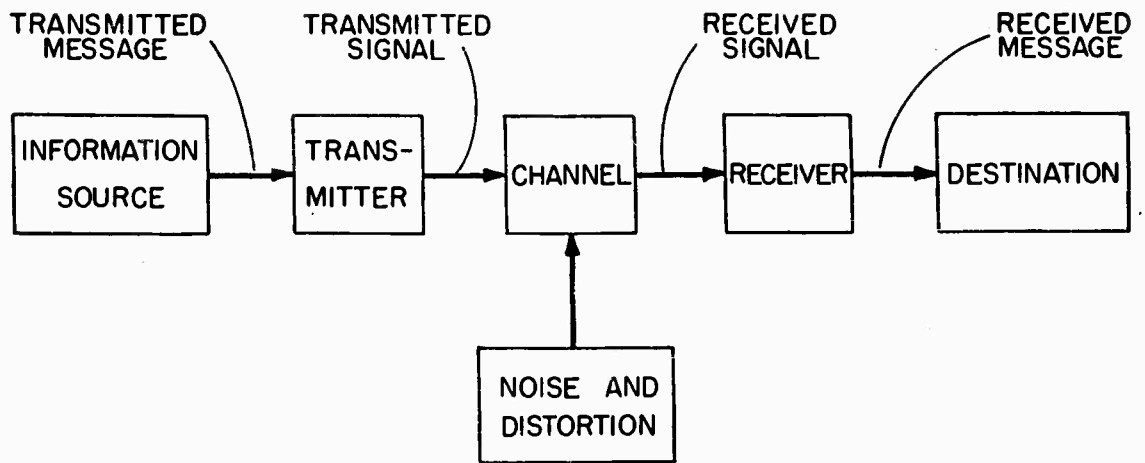 TRANSMITTED
MESSAGE
TRANSMITTED
SIGNAL
RECEIVED
SIGNAL
RECEIVED
MESSAGE
INFORMATION
SOURCE
TRANS-
MITTER
CHANNEL
RECEIVER
DESTINATION
NOISE AND
DISTORTION